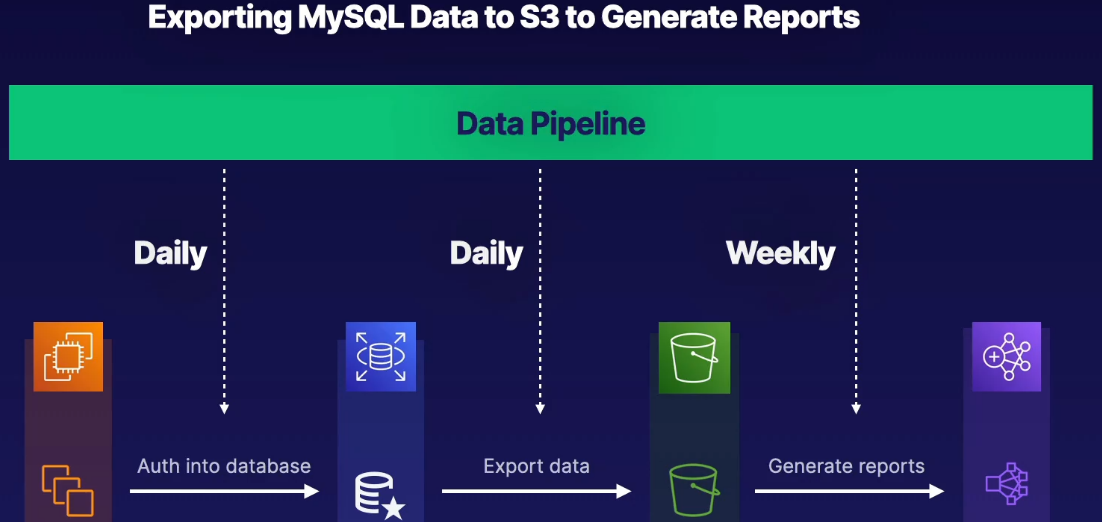 Exporting MySQL Data to S3 to Generate Reports
Data Pipeline
Daily
Daily
Weekly
Auth into database
Export data
Generate reports